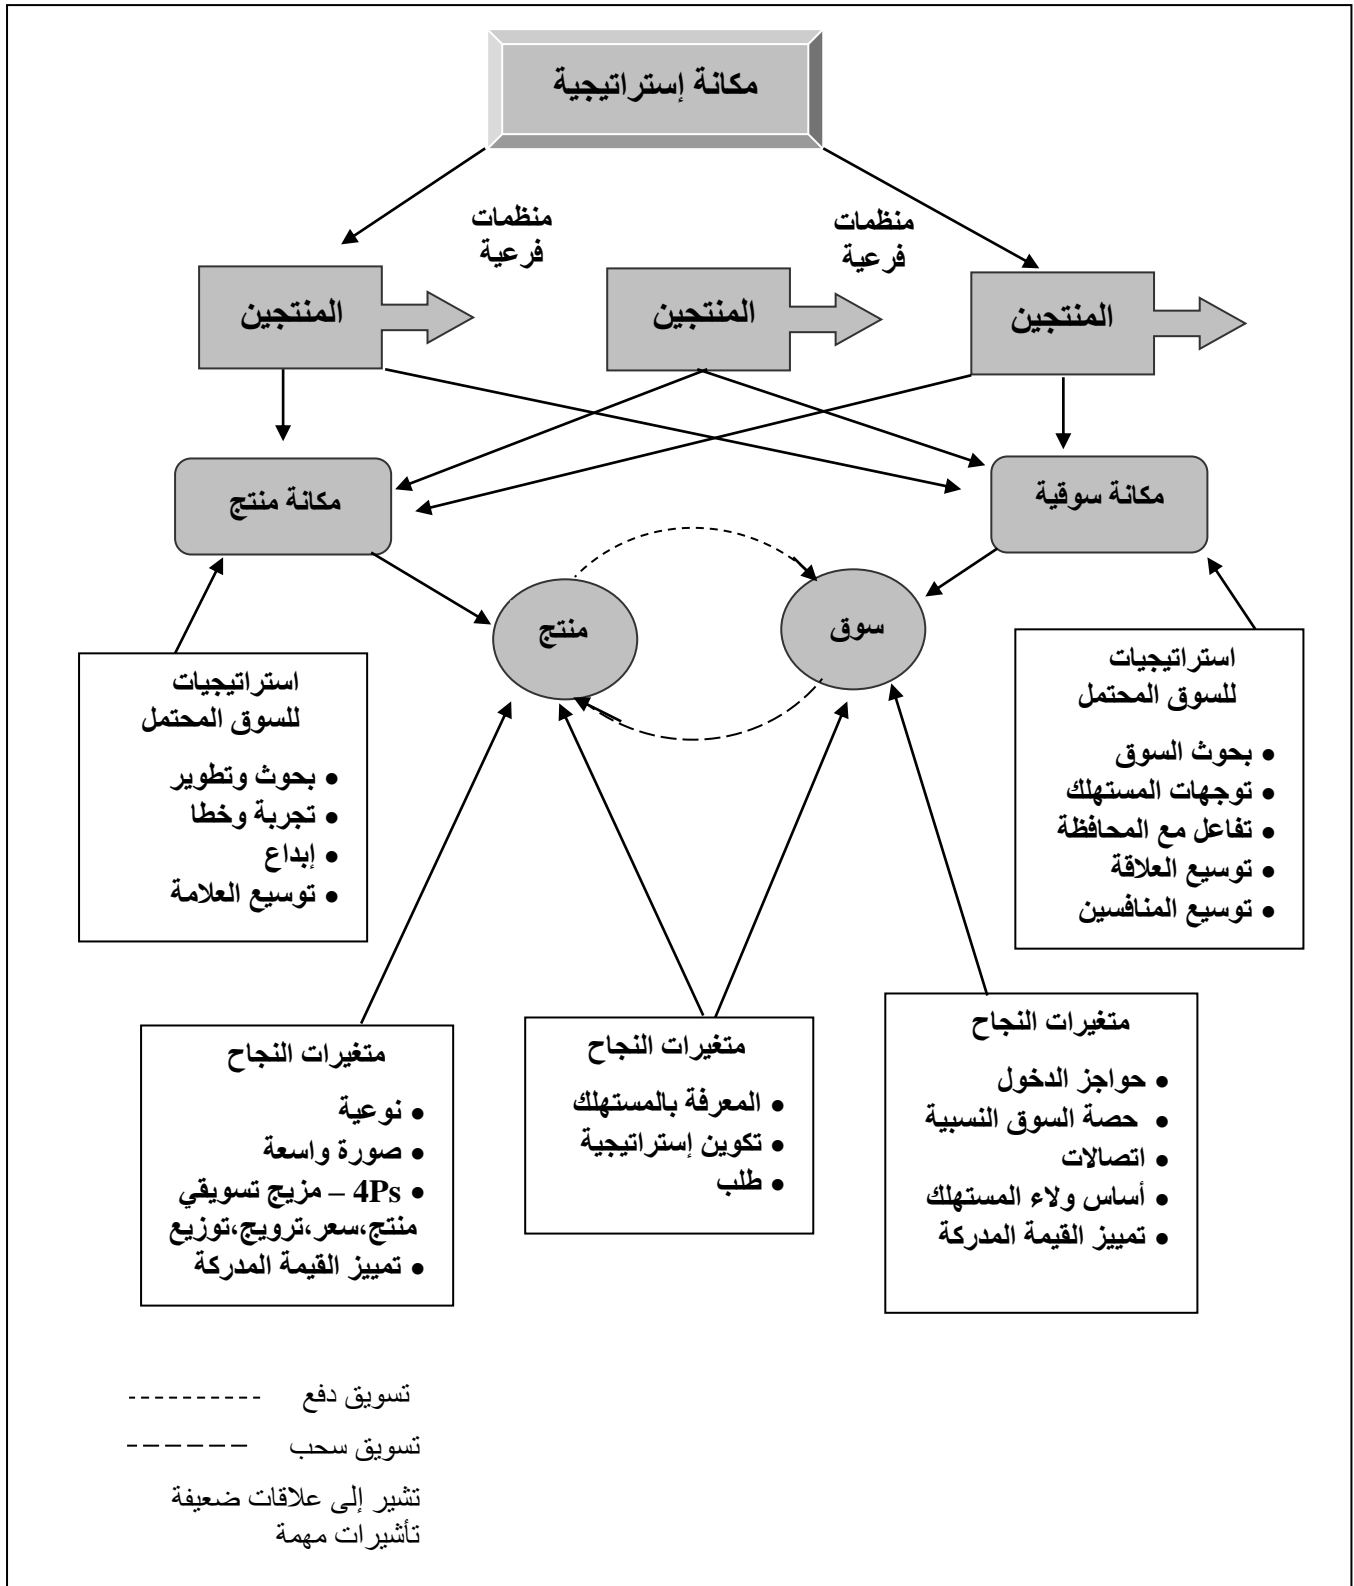 مكانة إستراتيجية
منظمات
فرعية
منظمات
فرعية
المنتجين
المنتجين
المنتجين
مكانة سوقية
مكانة منتج
سوق
منتج
استراتيجيات
للسوق المحتمل
• بحوث السوق
• توجهات المستهلك
• تفاعل مع المحافظة
• توسيع العلاقة
• توسيع المنافسين
استراتيجيات
للسوق المحتمل
• بحوث وتطوير
• تجربة وخطا
• إبداع
• توسيع العلامة
متغيرات النجاح
• حواجز الدخول
• حصة السوق النسبية
• اتصالات
• أساس ولاء المستهلك
• تمييز القيمة المدركة
متغيرات النجاح
• المعرفة بالمستهلك
• تكوين إستراتيجية
• طلب
متغيرات النجاح
• نوعية
• صورة واسعة
• 4Ps – مزيج تسويقي
منتج،سعر،ترويج،توزيع
• تمييز القيمة المدركة
تسويق دفع
تسويق سحب
تشير إلى علاقات ضعيفة
تأشيرات مهمة